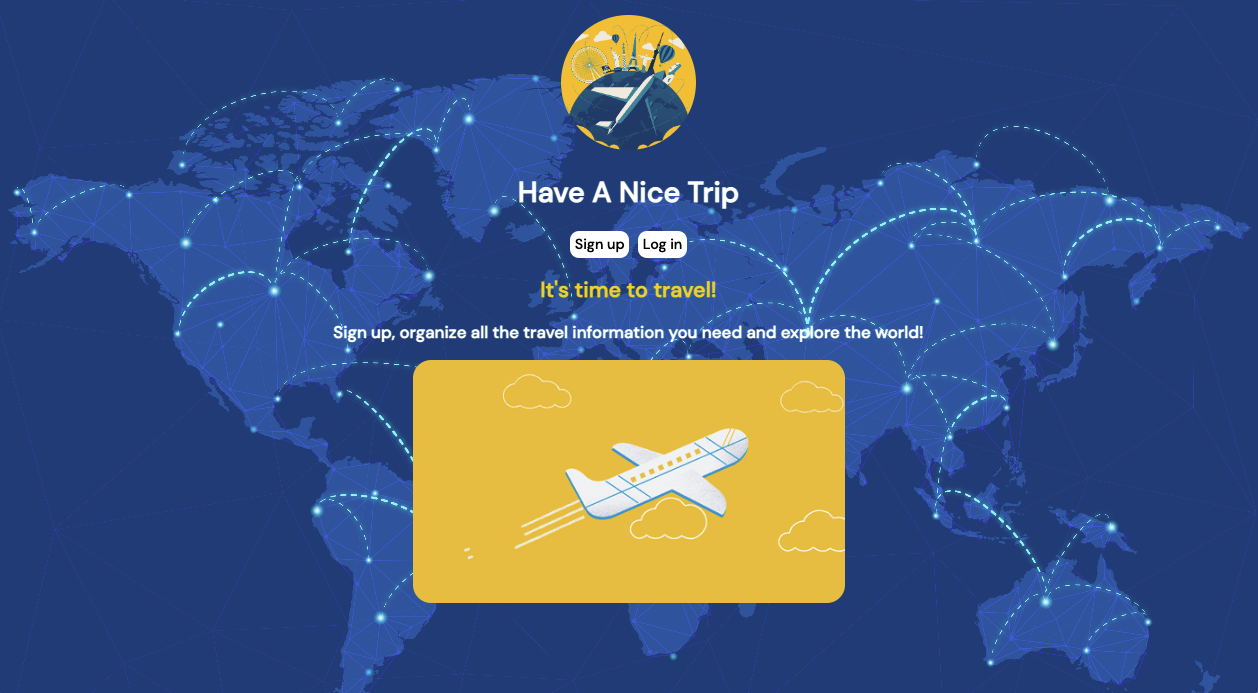 Have A Nice Trip
Sign up Log in
It's time to travel!
Sign up, organize all the travel information you need and explore the world!